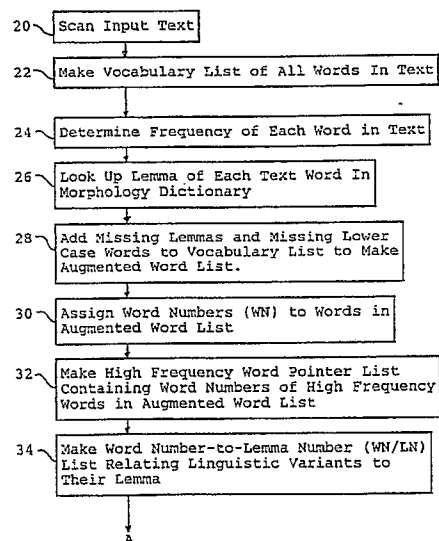 20 Scan Input Text
22 Make Vocabulary List of All Words In Text
24 Determine Frequency of Each Word in Text
26 Look Up Lemma of Each Text Word In
Morphology Dictionary
28 Add Missing Lemmas and Missing Lower
Case Words to Vocabulary List to Make
Augmented Word List.
30 Assign Word Numbers (WN) to Words in
Augmented Word List
32 Make High Frequency Word Pointer List
Containing Word Numbers of High Frequency
Words in Augmented Word List
34 Make Word Number-to-Lemma Number (WN/LN)
List Relating Linguistic Variants to
Their Lemma
A